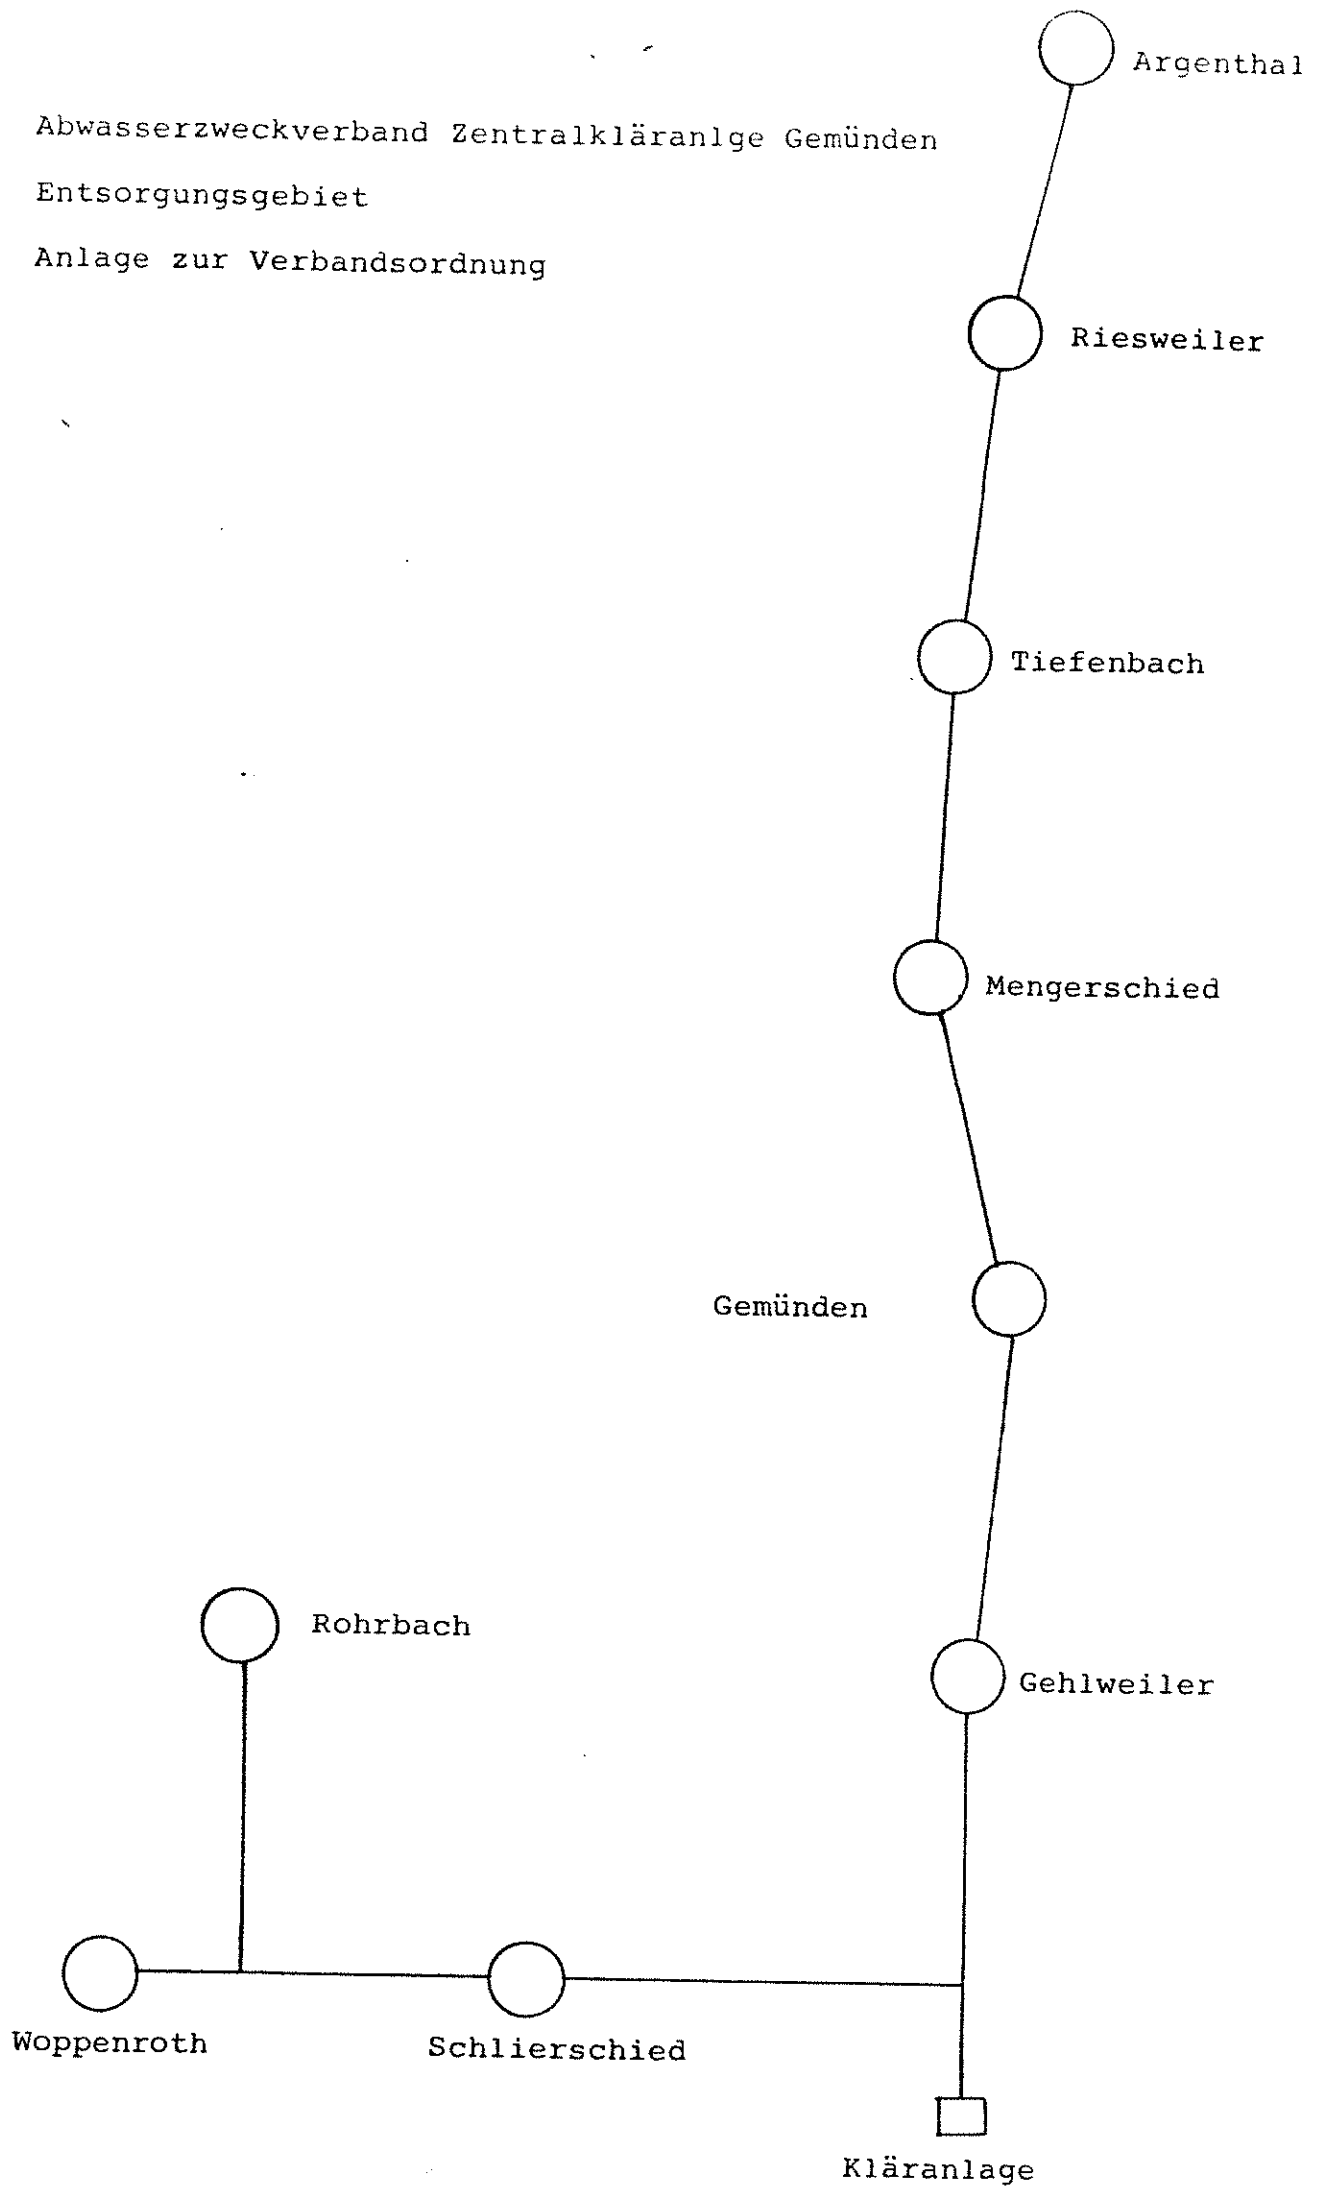 Argenthal
Abwasserzweckverband Zentralkläranlge Gemünden
Entsorgungsgebiet
Anlage zur Verbandsordnung
Riesweiler
Tiefenbach
Mengerschied
Gemünden
Rohrbach
Gehlweiler
Woppenroth
Schlierschied
Kläranlage